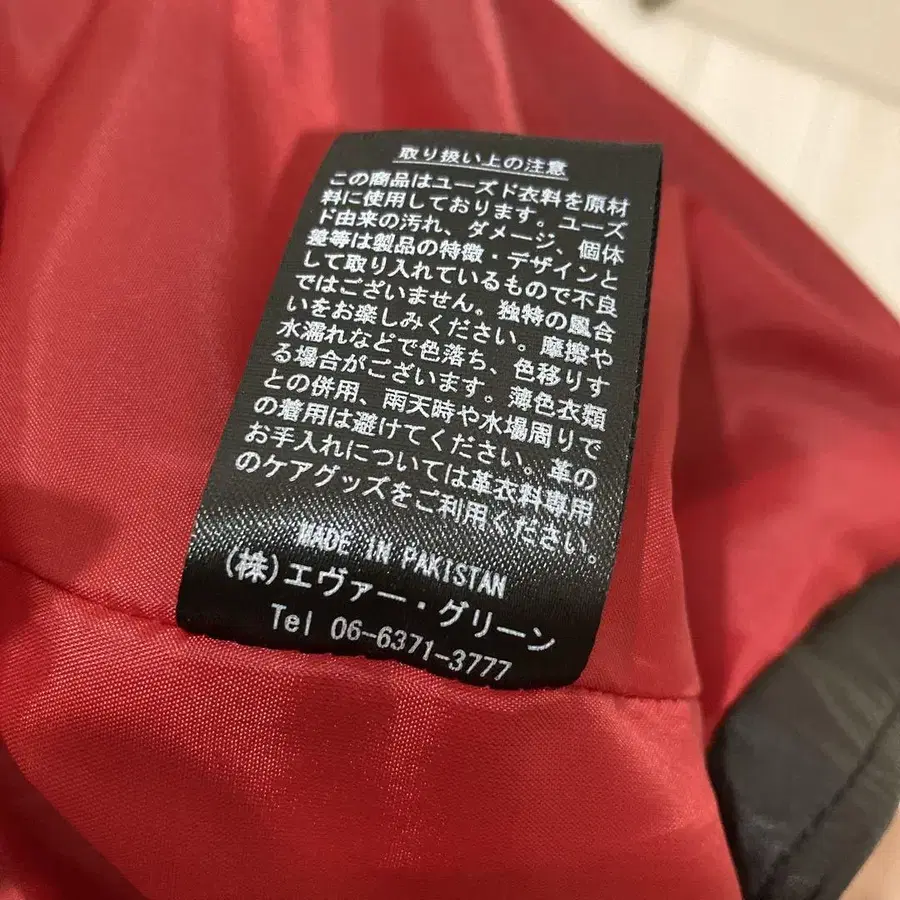 取り扱い上の注意
この商品はユーズド衣料を原材
料に使用しております。ユーズ
ド由来の汚れ、ダメージ、個体
差等は製品の特徴・デザインと
して取り入れているもので不良
ではございません。独特の風合
いをお楽しみください。摩擦や
水濡れなどで色落ち、色移りす
る場合がございます。薄色衣類
との併用、雨天時や水場周りで
の着用は避けてください。革の
お手入れについては革衣料専用
のケアグッズをご利用ください。
MADE IN PAKISTAN
(株)エヴァー・グリーン
Tel 06-6371-3777